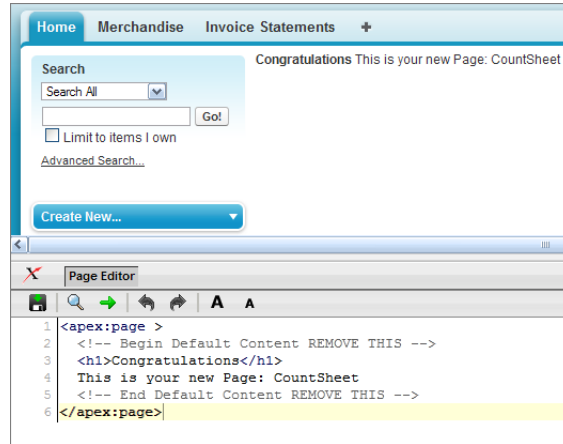 Home Merchandise Invoice Statements +
Search
Search All
Go!
Limit to items I own
Advanced Search...
Create New...
Congratulations This is your new Page: CountSheet
Page Editor
A A
1 <apex:page >
2 <!-- Begin Default Content REMOVE THIS -->
3 <h1>Congratulations</h1>
4 This is your new Page: CountSheet
5 <!-- End Default Content REMOVE THIS -->
6 </apex:page>